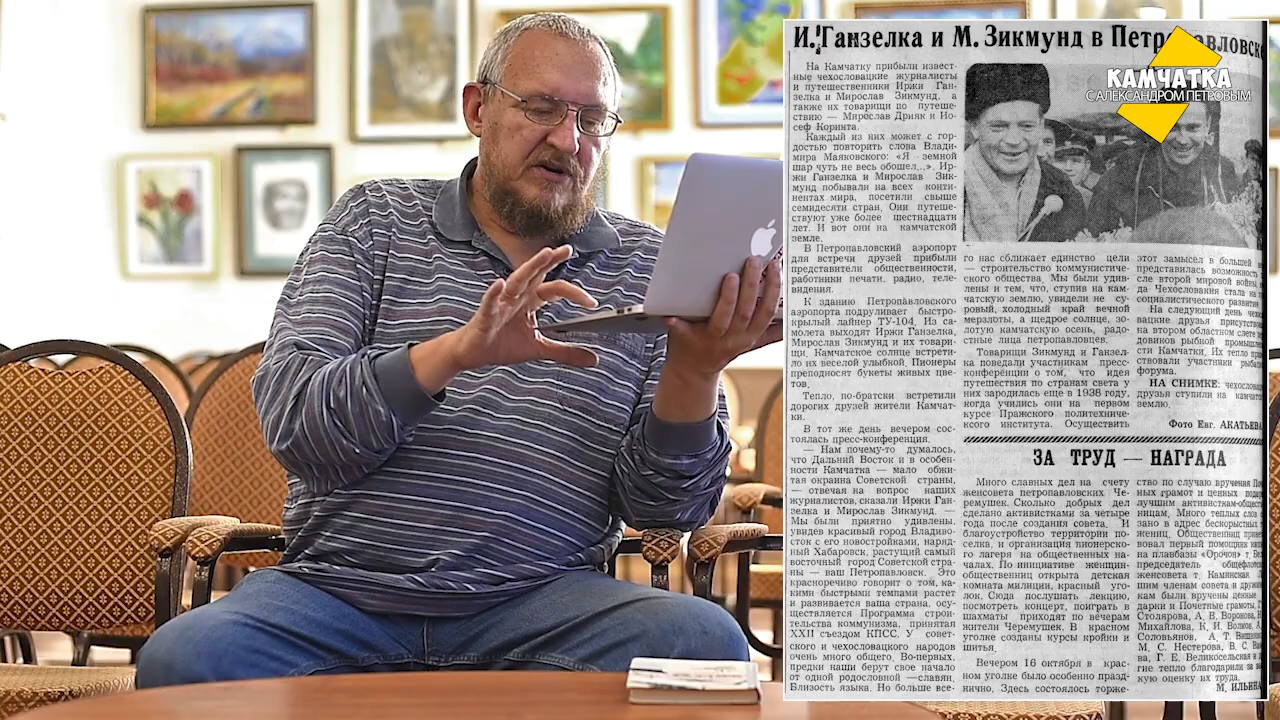 И. Ганзелка и М. Зикмунд в Петропавловск
КАМЧАТКА
С АЛЕКСАНДРОМ ПЕТРОВЫМ
На Камчатку прибыли извест-
ные чехословацкие журналисты
и путешественники Иржи Ган-
зелка и Мирослав Зикмунд, а
также их товарищи по путеше-
ствию — Мирослав Дрияк и Ио-
сеф Коринта.
Каждый из них может с гор-
достью повторить слова Влади-
мира Маяковского: «Я земной
шар чуть не весь обошел...». Ир-
жи Ганзелка и Мирослав Зик-
мунд побывали на всех конти-
нентах мира, посетили свыше
семидесяти стран. Они путеше-
ствуют уже более шестнадцати
лет. И вот они на камчатской
земле.
В Петропавловский аэропорт
для встречи друзей прибыли
представители общественности,
работники печати, радио, теле-
видения.
К зданию Петропавловского
аэропорта подруливает быстро-
крылый лайнер ТУ-104. Из са-
молета выходят Иржи Ганзелка,
Мирослав Зикмунд и их товари-
щи. Камчатское солнце встрети-
ло их веселой улыбкой. Пионеры
преподносят букеты живых цве-
тов.
Тепло, по-братски встретили
дорогих друзей жители Камчат-
ки.
В тот же день вечером сос-
тоялась пресс-конференция.
— Нам почему-то думалось,
что Дальний Восток и в особен-
ности Камчатка — мало обжи-
тая окраина Советской страны,
— отвечая на вопрос наших
журналистов, сказали Иржи Ган-
зелка и Мирослав Зикмунд. —
Мы были приятно удивлены,
увидев красивый город Владиво-
сток с его новостройками, наряд-
ный Хабаровск, растущий самый
восточный город Советской стра-
ны — ваш Петропавловск. Это
красноречиво говорит о том, ка-
кими быстрыми темпами растет
и развивается ваша страна, осу-
ществляется Программа строи-
тельства коммунизма, принятая
XXII съездом КПСС. У совет-
ского и чехословацкого народов
очень много общего. Во-первых,
предки наши берут свое начало
от одной родословной — славян.
Близость языка. Но больше все-
го нас сближает единство цели
— строительство коммунистиче-
ского общества. Мы были удив-
лены и тем, что, ступив на кам-
чатскую землю, увидели не су-
ровый, холодный край вечной
мерзлоты, а щедрое солнце, зо-
лотую камчатскую осень, радо-
стные лица петропавловцев.
Товарищи Зикмунд и Ганзел-
ка поведали участникам пресс-
конференции о том, что идея
путешествия по странам света у
них зародилась еще в 1938 году,
когда учились они на первом
курсе Пражского политехниче-
ского института. Осуществить
этот замысел в большей
представилась возможность
сле второй мировой войны,
да Чехословакия стала на
социалистического развития
На следующий день чехо
вацкие друзья присутство
на втором областном слете
довиков рыбной промышл
сти Камчатки. Их тепло при
ствовали участники рыба
форума.
НА СНИМКЕ: чехословац
друзья ступили на камчатс
землю.
Фото Евг. АКАТЬЕВА
ЗА ТРУД — НАГРАДА
Много славных дел на счету
женсовета петропавловских Че-
ремушек. Сколько добрых дел
сделано активистками за четыре
года после создания совета. И
благоустройство территории по-
селка, и организация пионерско-
го лагеря на общественных на-
чалах. По инициативе женщин-
общественниц открыта детская
комната милиции, красный уго-
лок. Сюда послушать лекцию,
посмотреть концерт, поиграть в
шахматы приходят по вечерам
жители Черемушек. В красном
уголке созданы курсы кройки и
шитья.
Вечером 16 октября в крас-
ном уголке было особенно празд-
нично. Здесь состоялось торже-
ство по случаю вручения Поч
ных грамот и ценных подар
лучшим активисткам-общест
ницам. Много теплых слов
зано в адрес бескорыстных
жениц. Общественниц приве
вовал первый помощник
на плавбазы «Орочон» т.
председатель общефлот
женсовета т. Каминская.
шим членам совета и дружи
кам были вручены ценные
дарки и Почетные грамоты.
Столярова, А. В. Воронова,
Михайлова, К. И. Волков,
Соловьянов, А. Т.
М. С. Нестерова, В. С.
ва, Г. Е. Великосельская и
гие тепло благодарили за вы
кую оценку их труда.
М. ИЛЬИНА